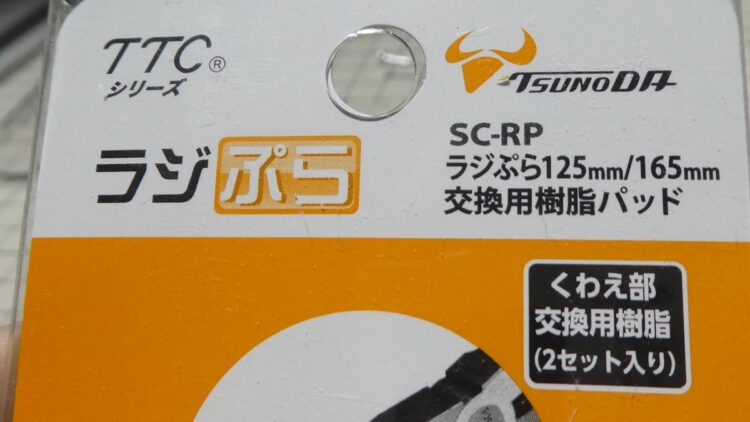 TTC®
シリーズ
TSUNODA
ラジぷら
SC-RP
ラジぷら125mm/165mm
交換用樹脂パッド
くわえ部
交換用樹脂
(2セット入り)